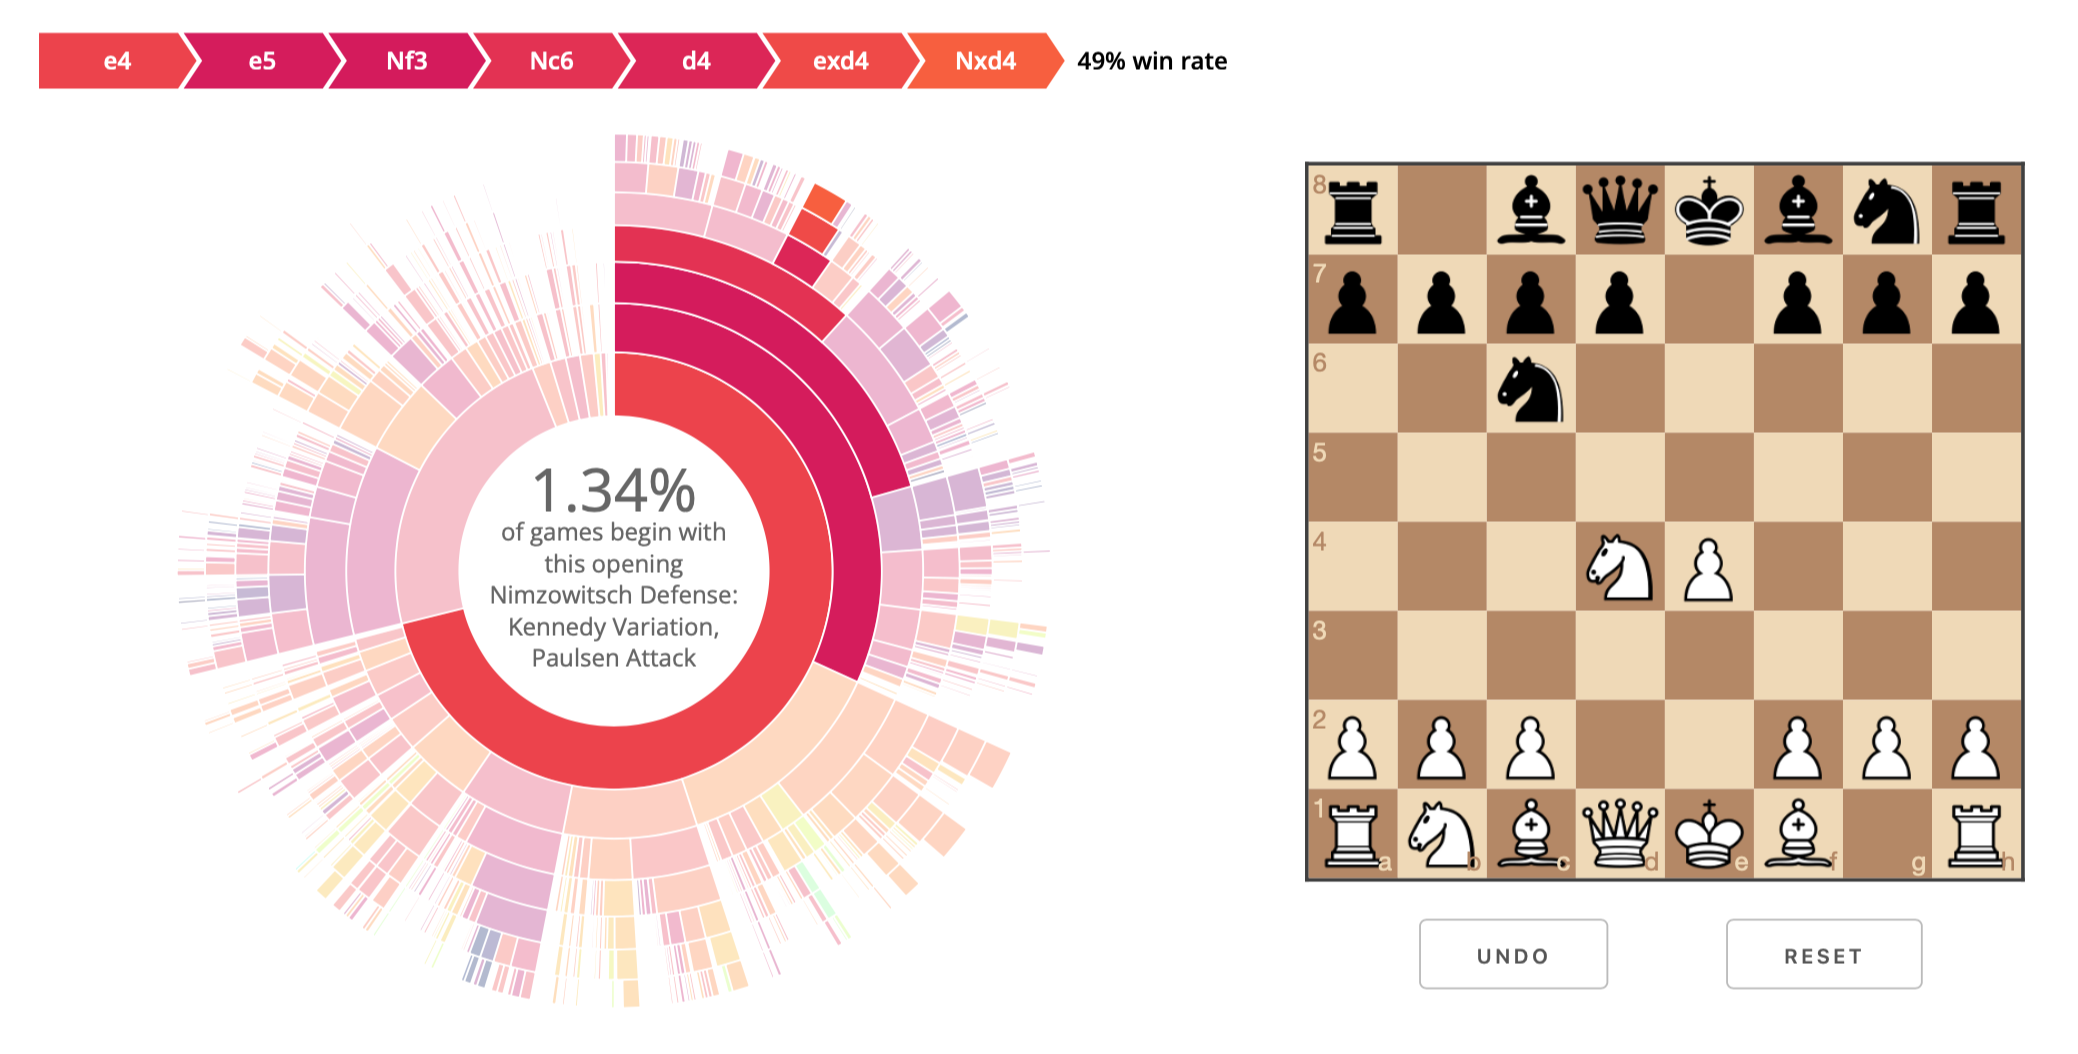 e4 e5 Nf3 Nc6 d4 exd4 Nxd4 49% win rate
1.34%
of games begin with
this opening
Nimzowitsch Defense:
Kennedy Variation,
Paulsen Attack
8
7
6
5
4
3
2
1
a b c d e f g h
UNDO RESET